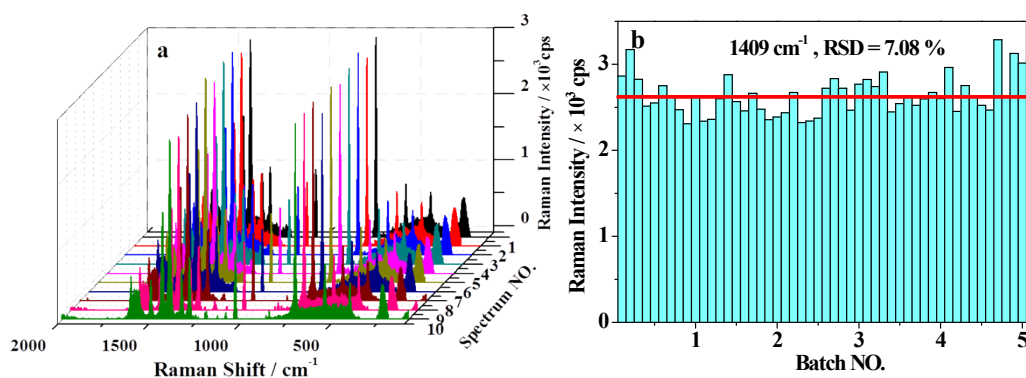 a
3
2
1
0
Raman Intensity / ×10³ cps
1
2
3
4
5
6
7
8
9
10
Spectrum NO.
2000 1500 1000 500
Raman Shift / cm⁻¹
b
1409 cm⁻¹ , RSD = 7.08 %
3
2
1
0
Raman Intensity / × 10³ cps
1 2 3 4 5
Batch NO.